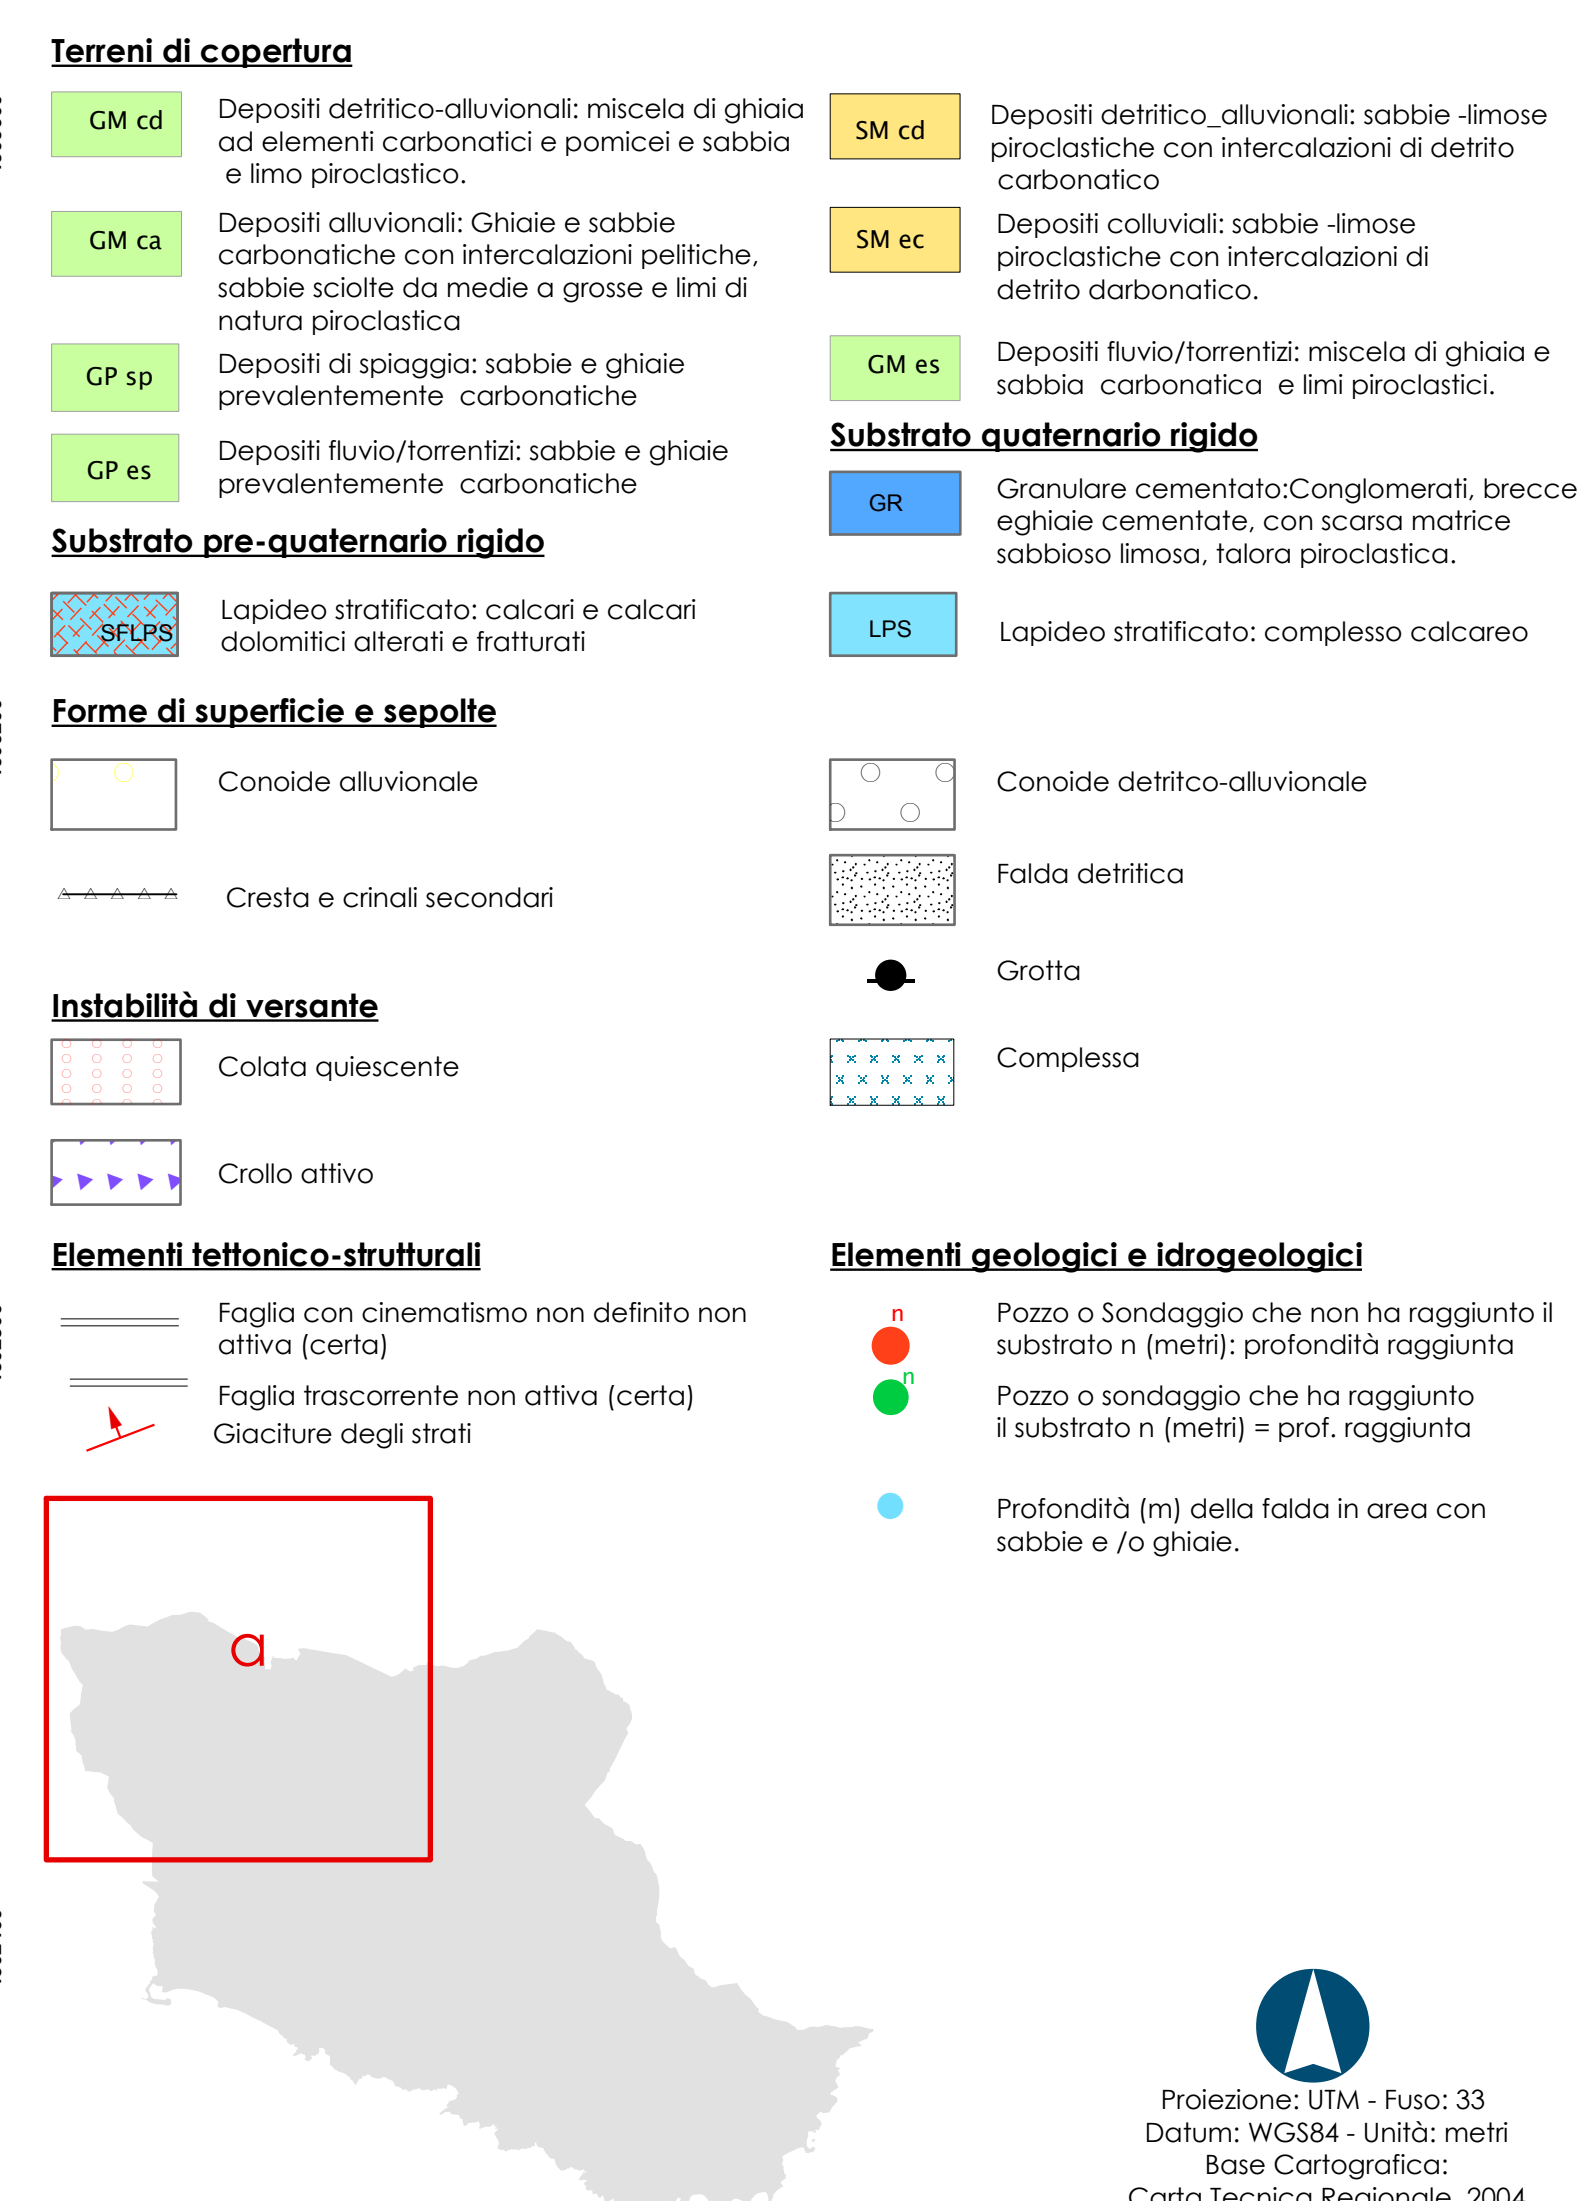 Terreni di copertura
GM cd
Depositi detritico-alluvionali: miscela di ghiaia
ad elementi carbonatici e pomicei e sabbia
e limo piroclastico.
GM ca
Depositi alluvionali: Ghiaie e sabbie
carbonatiche con intercalazioni pelitiche,
sabbie sciolte da medie a grosse e limi di
natura piroclastica
GP sp
Depositi di spiaggia: sabbie e ghiaie
prevalentemente carbonatiche
GP es
Depositi fluvio/torrentizi: sabbie e ghiaie
prevalentemente carbonatiche
SM cd
Depositi detritico_alluvionali: sabbie -limose
piroclastiche con intercalazioni di detrito
carbonatico
SM ec
Depositi colluviali: sabbie -limose
piroclastiche con intercalazioni di
detrito darbonatico.
GM es
Depositi fluvio/torrentizi: miscela di ghiaia e
sabbia carbonatica e limi piroclastici.
Substrato quaternario rigido
GR
Granulare cementato:Conglomerati, brecce
eghiaie cementate, con scarsa matrice
sabbioso limosa, talora piroclastica.
Substrato pre-quaternario rigido
SFLPS
Lapideo stratificato: calcari e calcari
dolomitici alterati e fratturati
LPS
Lapideo stratificato: complesso calcareo
Forme di superficie e sepolte
Conoide alluvionale
Cresta e crinali secondari
Conoide detritco-alluvionale
Falda detritica
Grotta
Instabilità di versante
Colata quiescente
Crollo attivo
Complessa
Elementi tettonico-strutturali
Faglia con cinematismo non definito non
attiva (certa)
Faglia trascorrente non attiva (certa)
Giaciture degli strati
Elementi geologici e idrogeologici
n
Pozzo o Sondaggio che non ha raggiunto il
substrato n (metri): profondità raggiunta
n
Pozzo o sondaggio che ha raggiunto
il substrato n (metri) = prof. raggiunta
Profondità (m) della falda in area con
sabbie e /o ghiaie.
a
Proiezione: UTM - Fuso: 33
Datum: WGS84 - Unità: metri
Base Cartografica:
Carta Tecnica Regionale, 2004